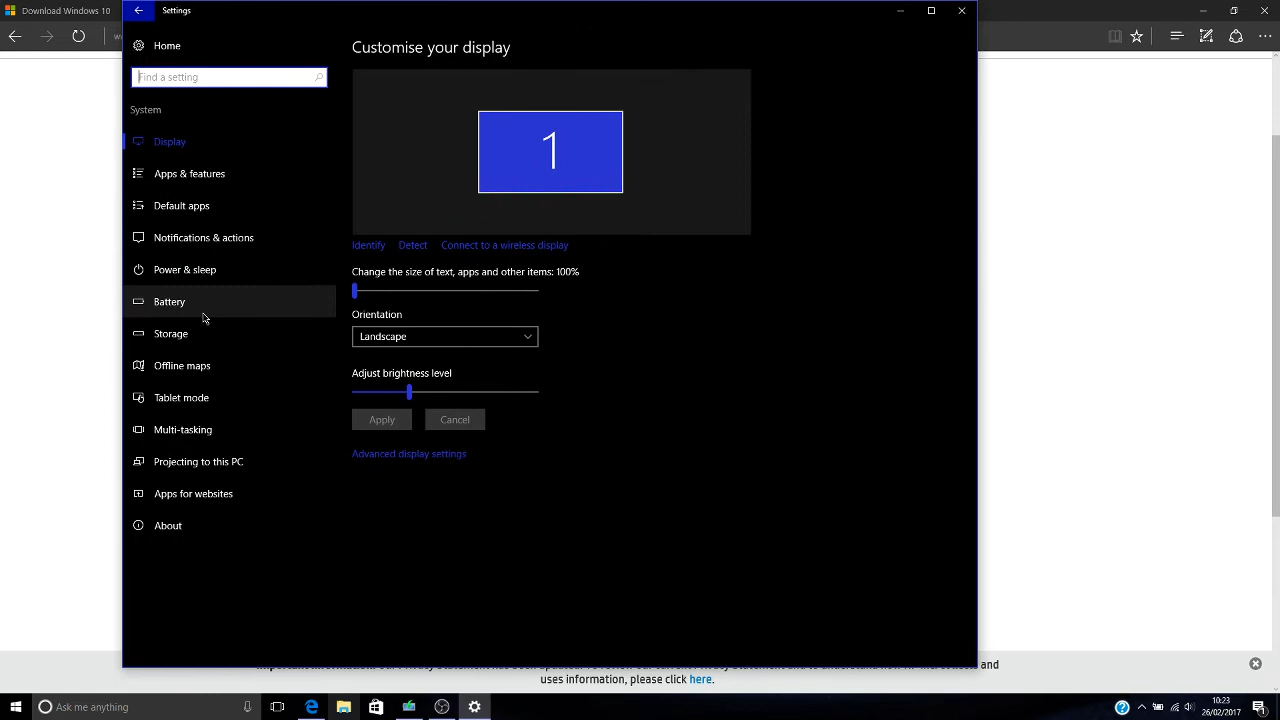 Download Windows 10
Settings
Home
Find a setting
System
Display
Apps & features
Default apps
Notifications & actions
Power & sleep
Battery
Storage
Offline maps
Tablet mode
Multi-tasking
Projecting to this PC
Apps for websites
About
Customise your display
1
Identify Detect Connect to a wireless display
Change the size of text, apps and other items: 100%
Orientation
Landscape
Adjust brightness level
Apply Cancel
Advanced display settings
and
uses information, please click here.
Ask me anything
10:23
26/02/2017
1